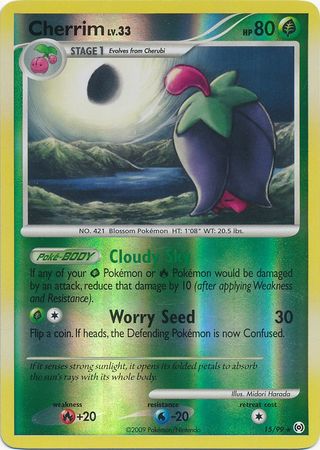 Cherrim LV.33
HP 80
STAGE 1 Evolves from Cherubi
NO. 421 Blossom Pokémon HT: 1'08" WT: 20.5 lbs.
Poké-BODY Cloudy Sky
If any of your Pokémon or Pokémon would be damaged
by an attack, reduce that damage by 10 (after applying Weakness
and Resistance).
Worry Seed 30
Flip a coin. If heads, the Defending Pokémon is now Confused.
If it senses strong sunlight, it opens its folded petals to absorb
the sun's rays with its whole body.
Illus. Midori Harada
weakness resistance retreat cost
+20 -20
©2009 Pokémon/Nintendo 15/99